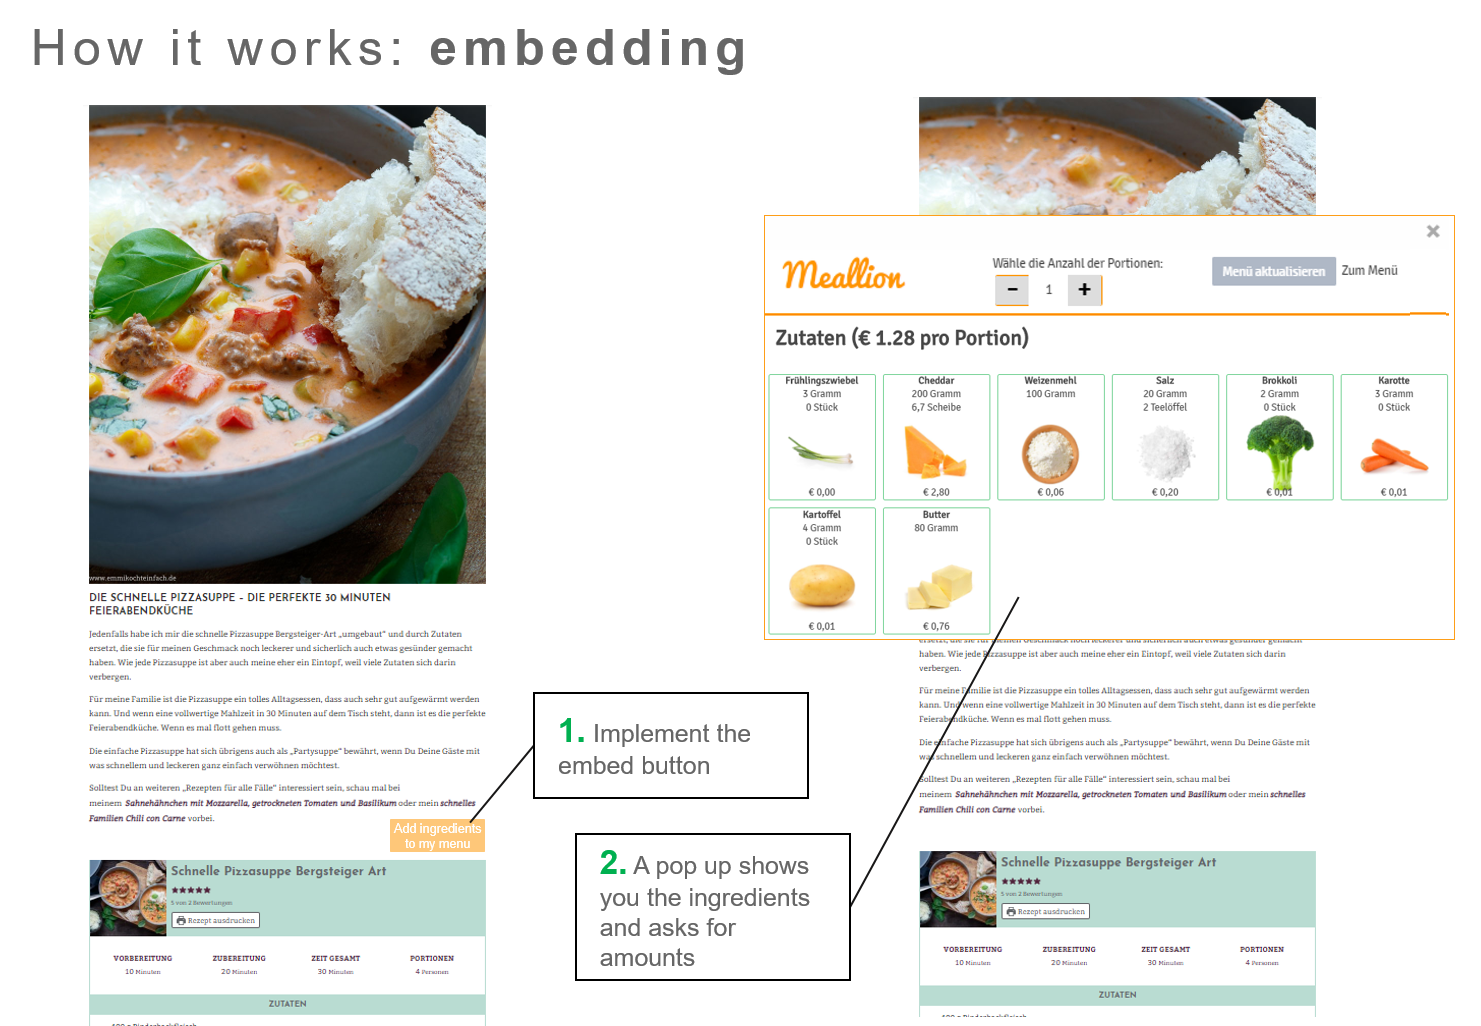 How it works: embedding
www.emmikochteinfach.de
DIE SCHNELLE PIZZASUPPE – DIE PERFEKTE 30 MINUTEN
FEIERABENDKÜCHE
Jedenfalls habe ich mir die schnelle Pizzasuppe Bergsteiger-Art „umgebaut“ und durch Zutaten
ersetzt, die sie für meinen Geschmack noch leckerer und sicherlich auch etwas gesünder gemacht
haben. Wie jede Pizzasuppe ist aber auch meine eher ein Eintopf, weil viele Zutaten sich darin
verbergen.
Für meine Familie ist die Pizzasuppe ein tolles Alltagsessen, dass auch sehr gut aufgewärmt werden
kann. Und wenn eine vollwertige Mahlzeit in 30 Minuten auf dem Tisch steht, dann ist es die perfekte
Feierabendküche. Wenn es mal flott gehen muss.
Die einfache Pizzasuppe hat sich übrigens auch als „Partysuppe“ bewährt, wenn Du Deine Gäste mit
was schnellem und leckeren ganz einfach verwöhnen möchtest.
Solltest Du an weiteren „Rezepten für alle Fälle“ interessiert sein, schau mal bei
meinem Sahnehähnchen mit Mozzarella, getrockneten Tomaten und Basilikum oder mein schnelles
Familien Chili con Carne vorbei.
Add ingredients
to my menu
Schnelle Pizzasuppe Bergsteiger Art
★★★★★
5 von 2 Bewertungen
Rezept ausdrucken
VORBEREITUNG ZUBEREITUNG ZEIT GESAMT PORTIONEN
10 Minuten 20 Minuten 30 Minuten 4 Personen
ZUTATEN
1. Implement the
embed button
2. A pop up shows
you the ingredients
and asks for
amounts
×
Meallion
Wähle die Anzahl der Portionen:
− 1 +
Menü aktualisieren Zum Menü
Zutaten (€ 1.28 pro Portion)
Frühlingszwiebel
3 Gramm
0 Stück
€ 0,00
Cheddar
200 Gramm
6,7 Scheibe
€ 2,80
Weizenmehl
100 Gramm
€ 0,06
Salz
20 Gramm
2 Teelöffel
€ 0,20
Brokkoli
2 Gramm
0 Stück
€ 0,01
Karotte
3 Gramm
0 Stück
€ 0,01
Kartoffel
4 Gramm
0 Stück
€ 0,01
Butter
80 Gramm
€ 0,76
ersetzt, die sie für meinen Geschmack noch leckerer und sicherlich auch etwas gesünder gemacht
haben. Wie jede Pizzasuppe ist aber auch meine eher ein Eintopf, weil viele Zutaten sich darin
verbergen.
Für meine Familie ist die Pizzasuppe ein tolles Alltagsessen, dass auch sehr gut aufgewärmt werden
kann. Und wenn eine vollwertige Mahlzeit in 30 Minuten auf dem Tisch steht, dann ist es die perfekte
Feierabendküche. Wenn es mal flott gehen muss.
Die einfache Pizzasuppe hat sich übrigens auch als „Partysuppe“ bewährt, wenn Du Deine Gäste mit
was schnellem und leckeren ganz einfach verwöhnen möchtest.
Solltest Du an weiteren „Rezepten für alle Fälle“ interessiert sein, schau mal bei
meinem Sahnehähnchen mit Mozzarella, getrockneten Tomaten und Basilikum oder mein schnelles
Familien Chili con Carne vorbei.
Schnelle Pizzasuppe Bergsteiger Art
★★★★★
5 von 2 Bewertungen
Rezept ausdrucken
VORBEREITUNG ZUBEREITUNG ZEIT GESAMT PORTIONEN
10 Minuten 20 Minuten 30 Minuten 4 Personen
ZUTATEN